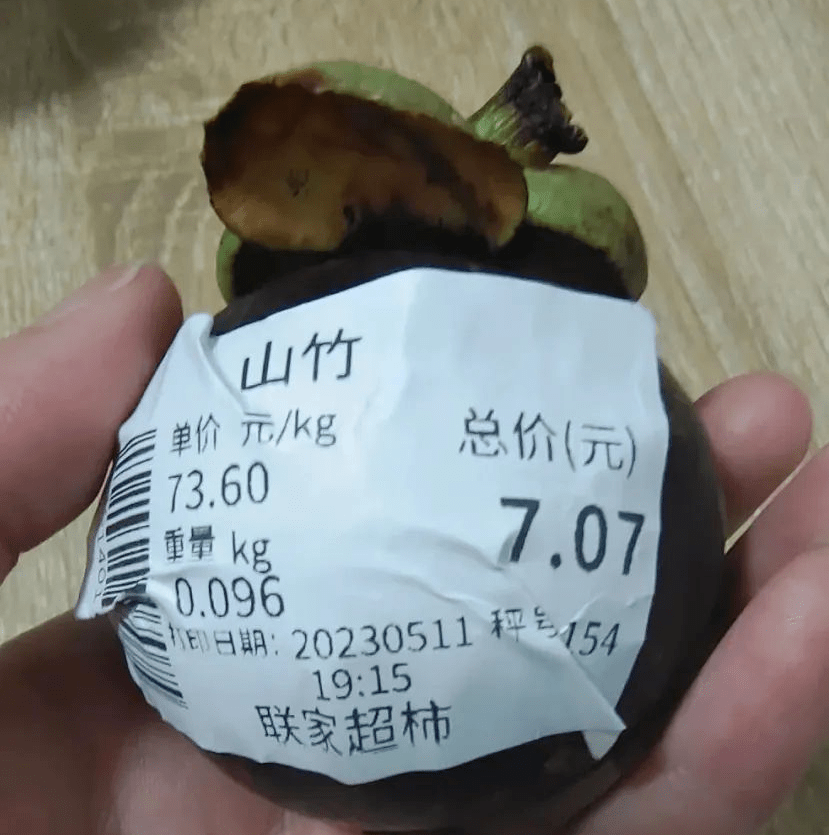 山竹
单价 元/kg 总价(元)
73.60 7.07
重量 kg
0.096
打印日期: 20230511 秤号154
19:15
联家超柿